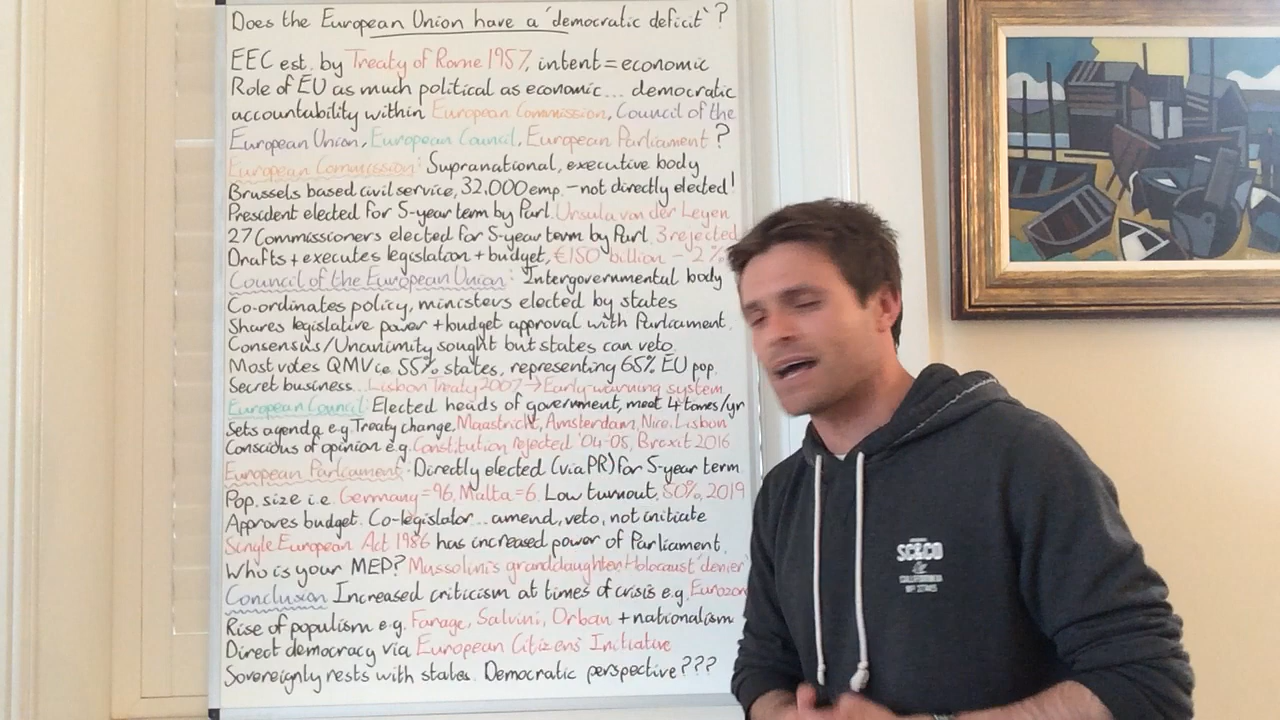 Does the European Union have a 'democratic deficit'?
EEC est. by Treaty of Rome 1957, intent = economic
Role of EU as much political as economic... democratic
accountability within European Commission, Council of the
European Union, European Council, European Parliament?
European Commission: Supranational, executive body
Brussels based civil service, 32,000 emp. - not directly elected!
President elected for 5-year term by Parl. Ursula von der Leyen
27 Commissioners elected for 5-year term by Parl. 3 rejected
Drafts + executes legislation + budget, €150 billion - 2%
Council of the European Union: Intergovernmental body
Co-ordinates policy, ministers elected by states
Shares legislative power + budget approval with Parliament.
Consensus/Unanimity sought but states can veto.
Most votes QMV i.e. 55% states, representing 65% EU pop.
Secret business... Lisbon Treaty 2007 → Early-warning system
European Council: Elected heads of government, meet 4 times/yr
Sets agenda e.g. Treaty change, Maastricht, Amsterdam, Nice, Lisbon
Conscious of opinion e.g. Constitution rejected '04-05, Brexit 2016
European Parliament: Directly elected (via PR) for 5-year term
Pop. size i.e. Germany = 96, Malta = 6. Low turnout, 2019
Approves budget. Co-legislator... amend, veto, not initiate
Single European Act 1986 has increased power of Parliament.
Who is your MEP? Mussolini's granddaughter, Holocaust 'denier'
Conclusion Increased criticism at times of crisis e.g. Eurozon
Rise of populism e.g. Farage, Salvini, Orban + nationalism
Direct democracy via European Citizens' Initiative
Sovereignty rests with states. Democratic perspective???
SC&CO
CALIFORNIA